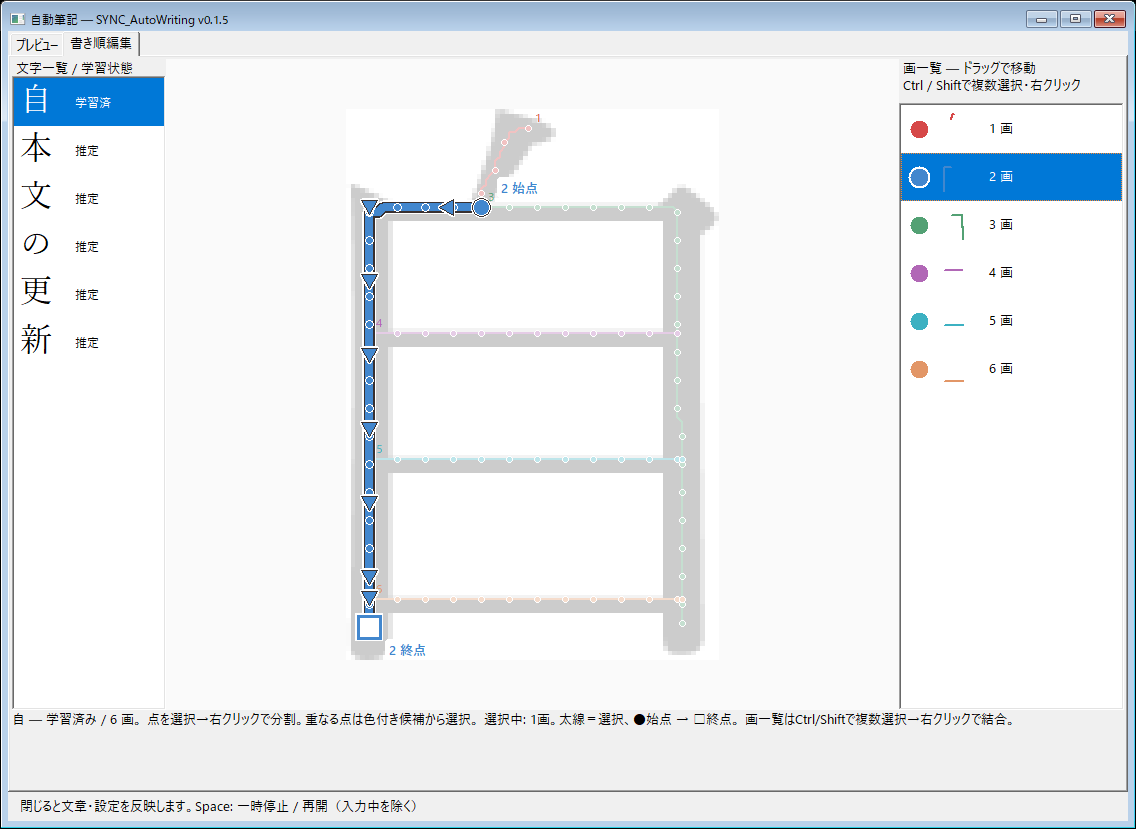 自動筆記 — SYNC_AutoWriting v0.1.5
プレビュー 書き順編集
文字一覧 / 学習状態
自 学習済
本 推定
文 推定
の 推定
更 推定
新 推定
1
2 始点
3
4
5
6
2 終点
画一覧 — ドラッグで移動
Ctrl / Shiftで複数選択・右クリック
1 画
2 画
3 画
4 画
5 画
6 画
自 — 学習済み / 6 画。点を選択→右クリックで分割。重なる点は色付き候補から選択。選択中: 1画。太線＝選択、●始点 → □終点。画一覧はCtrl/Shiftで複数選択→右クリックで結合。
閉じると文章・設定を反映します。Space: 一時停止 / 再開（入力中を除く）